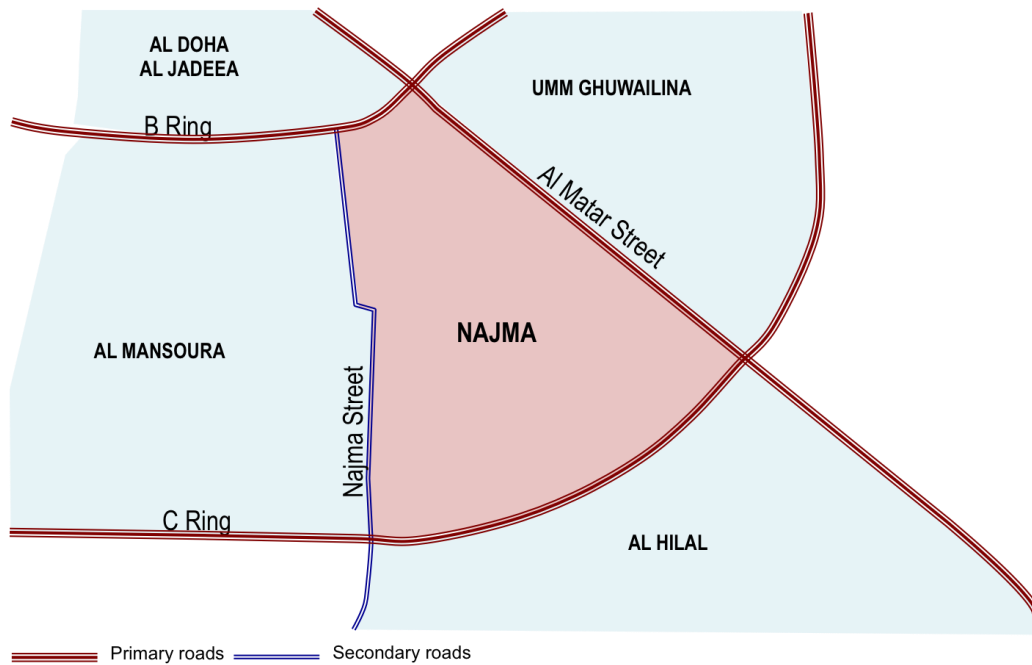 AL DOHA
AL JADEEA
UMM GHUWAILINA
B Ring
Al Matar Street
NAJMA
AL MANSOURA
Najma Street
C Ring
AL HILAL
Primary roads
Secondary roads